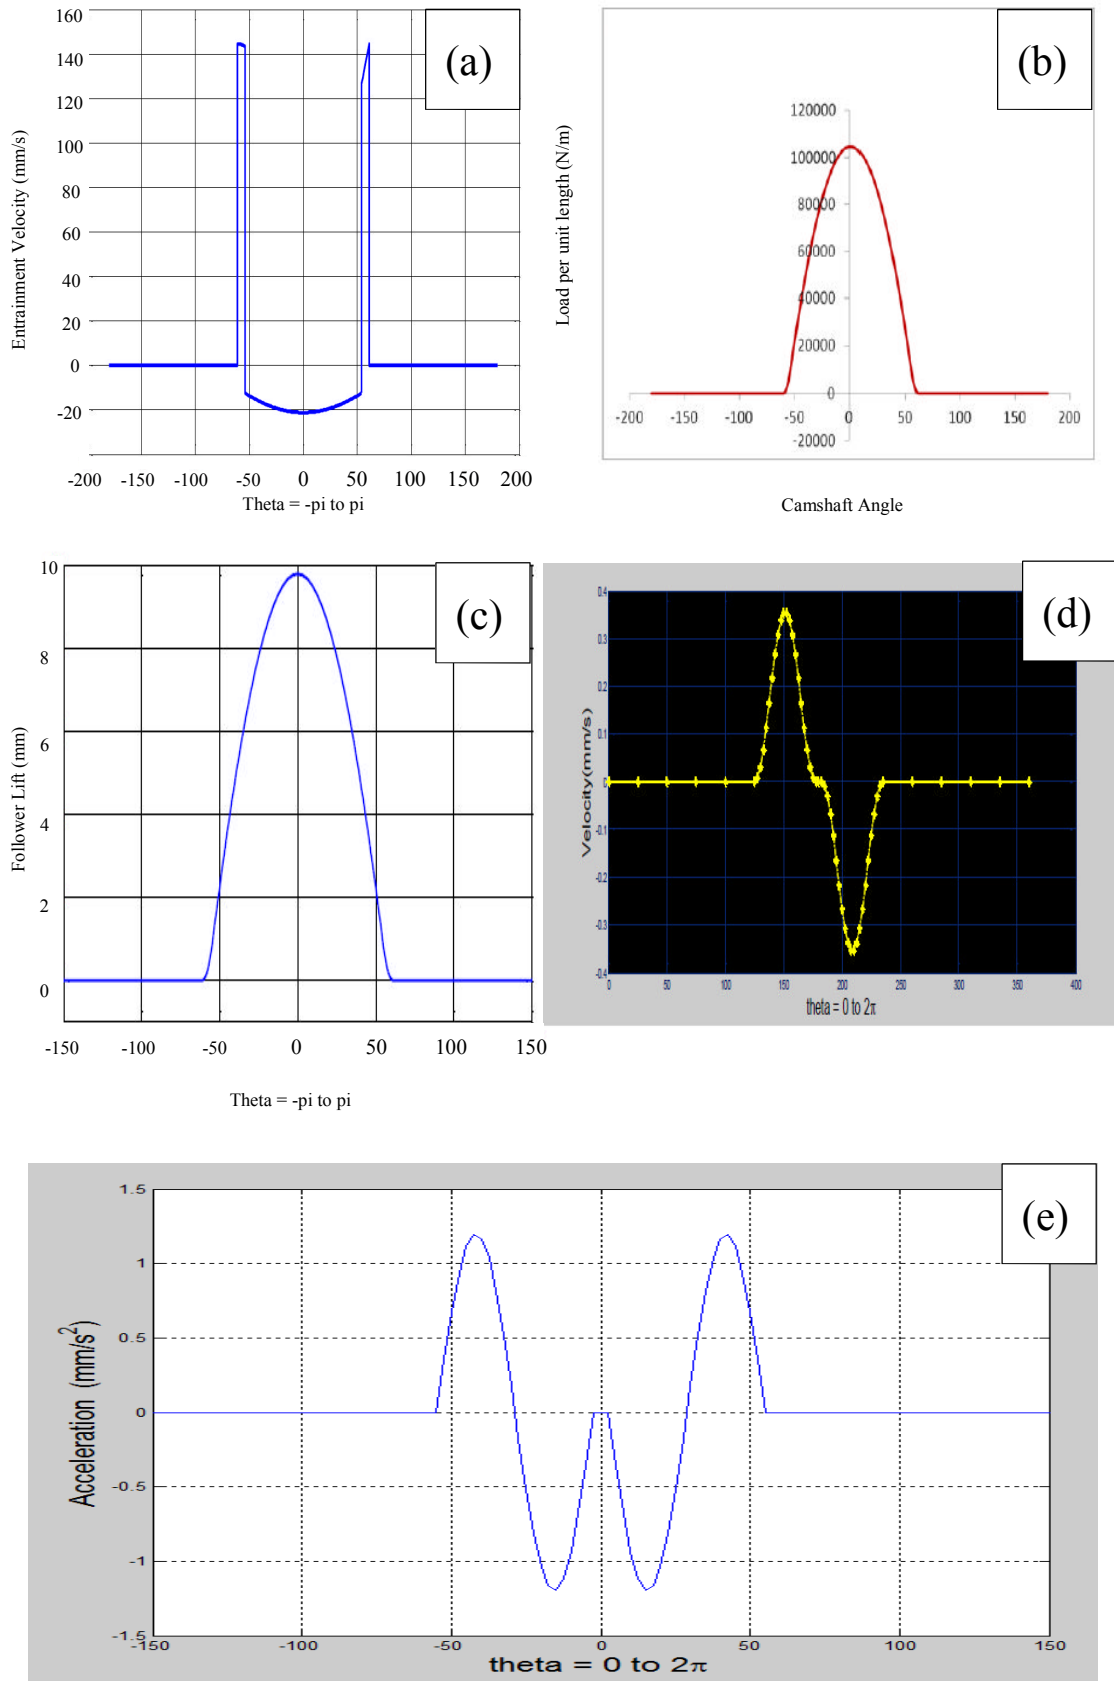 (a)
160
140
120
100
80
60
40
20
0
-20
-200 -150 -100 -50 0 50 100 150 200
Entrainment Velocity (mm/s)
Theta = -pi to pi
(b)
120000
100000
80000
60000
40000
20000
0
-20000
-200 -150 -100 -50 0 50 100 150 200
Load per unit length (N/m)
Camshaft Angle
(c)
10
8
6
4
2
0
-150 -100 -50 0 50 100 150
Follower Lift (mm)
Theta = -pi to pi
(d)
0.4
0.3
0.2
0.1
0
-0.1
-0.2
-0.3
-0.4
0 50 100 150 200 250 300 350 400
Velocity(mm/s)
theta = 0 to 2π
(e)
1.5
1
0.5
0
-0.5
-1
-1.5
-150 -100 -50 0 50 100 150
Acceleration (mm/s²)
theta = 0 to 2π